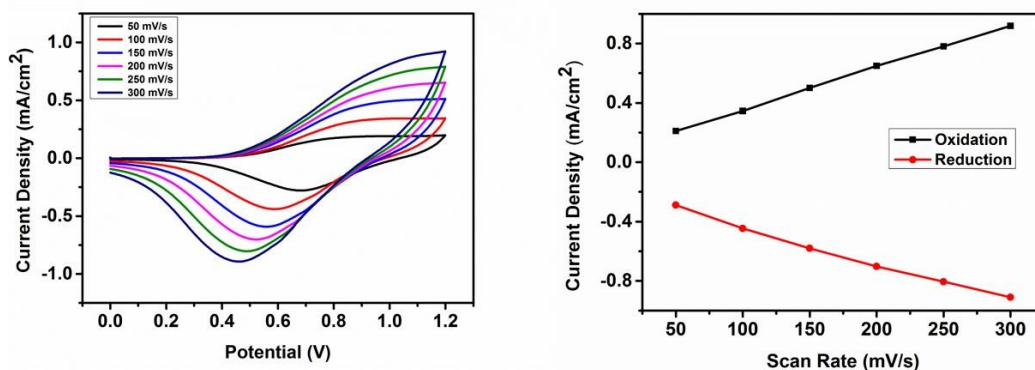 50 mV/s
100 mV/s
150 mV/s
200 mV/s
250 mV/s
300 mV/s
1.0
0.5
0.0
-0.5
-1.0
Current Density (mA/cm2)
0.0 0.2 0.4 0.6 0.8 1.0 1.2
Potential (V)
0.8
0.4
0.0
-0.4
-0.8
Current Density (mA/cm2)
Oxidation
Reduction
50 100 150 200 250 300
Scan Rate (mV/s)